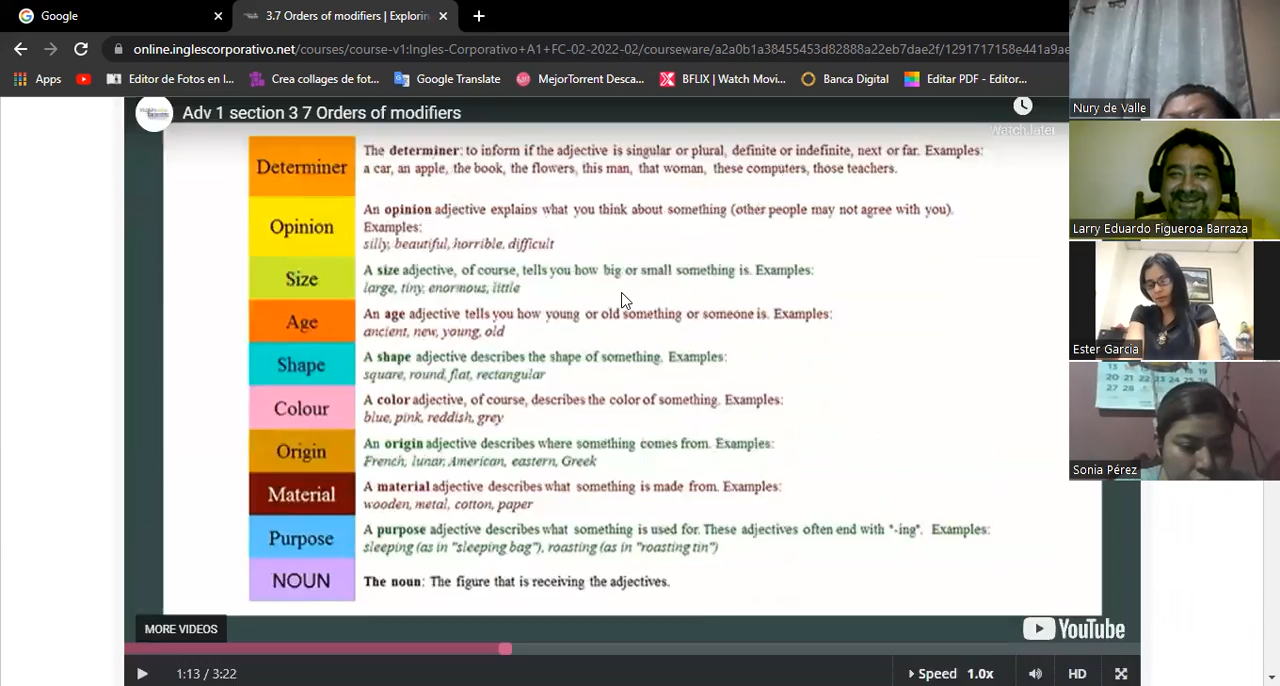 Google
3.7 Orders of modifiers | Explorin
online.inglescorporativo.net/courses/course-v1:Ingles-Corporativo+A1+FC-02-2022-02/courseware/a2a0b1a38455453d82888a22eb7dae2f/1291717158e441a9ae
Apps
Editor de Fotos en l...
Crea collages de fot...
Google Translate
MejorTorrent Desca...
BFLIX | Watch Movi...
Banca Digital
Editar PDF - Editor...
Adv 1 section 3 7 Orders of modifiers
Watch later
Determiner
The determiner: to inform if the adjective is singular or plural, definite or indefinite, next or far. Examples:
a car, an apple, the book, the flowers, this man, that woman, these computers, those teachers.
Opinion
An opinion adjective explains what you think about something (other people may not agree with you).
Examples:
silly, beautiful, horrible, difficult
Size
A size adjective, of course, tells you how big or small something is. Examples:
large, tiny, enormous, little
Age
An age adjective tells you how young or old something or someone is. Examples:
ancient, new, young, old
Shape
A shape adjective describes the shape of something. Examples:
square, round, flat, rectangular
Colour
A color adjective, of course, describes the color of something. Examples:
blue, pink, reddish, grey
Origin
An origin adjective describes where something comes from. Examples:
French, lunar, American, eastern, Greek
Material
A material adjective describes what something is made from. Examples:
wooden, metal, cotton, paper
Purpose
A purpose adjective describes what something is used for. These adjectives often end with "-ing". Examples:
sleeping (as in "sleeping bag"), roasting (as in "roasting tin")
NOUN
The noun: The figure that is receiving the adjectives.
MORE VIDEOS
YouTube
1:13 / 3:22
Speed 1.0x
HD
Nury de Valle
Larry Eduardo Figueroa Barraza
Ester Garcia
Sonia Pérez